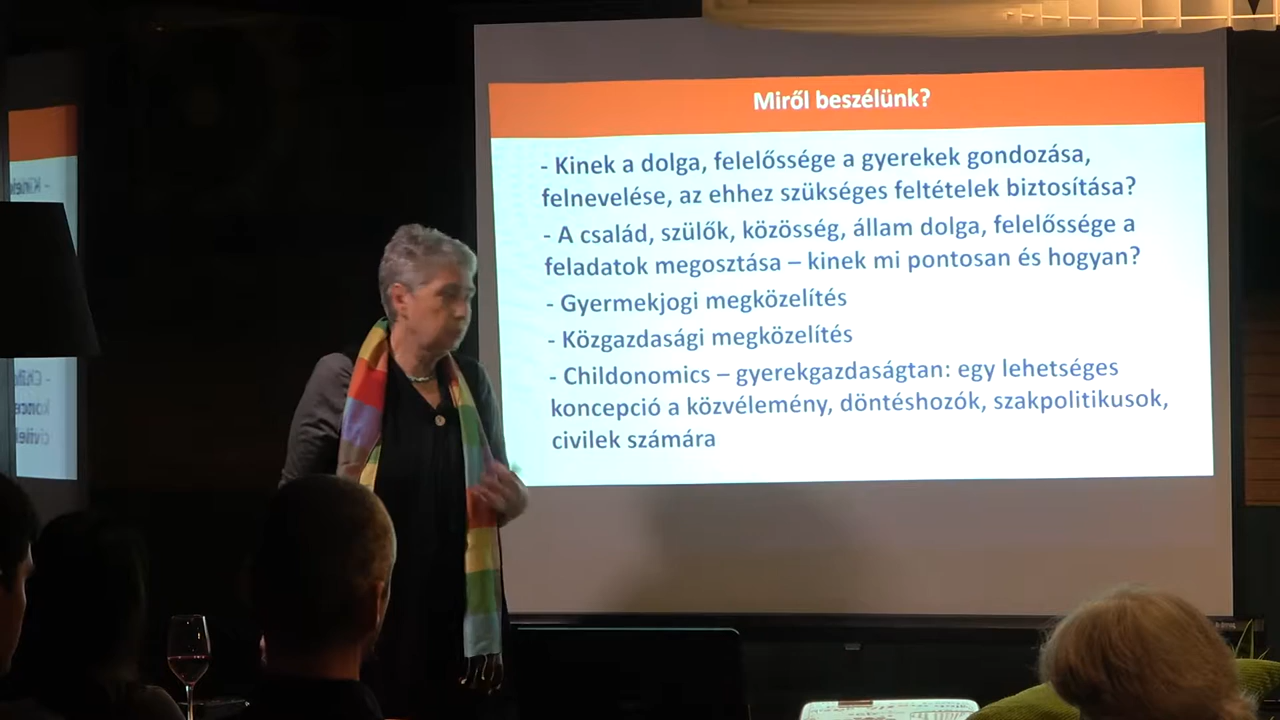 Miről beszélünk?
- Kinek a dolga, felelőssége a gyerekek gondozása,
felnevelése, az ehhez szükséges feltételek biztosítása?
- A család, szülők, közösség, állam dolga, felelőssége a
feladatok megosztása – kinek mi pontosan és hogyan?
- Gyermekjogi megközelítés
- Közgazdasági megközelítés
- Childonomics – gyerekgazdaságtan: egy lehetséges
koncepció a közvélemény, döntéshozók, szakpolitikusok,
civilek számára